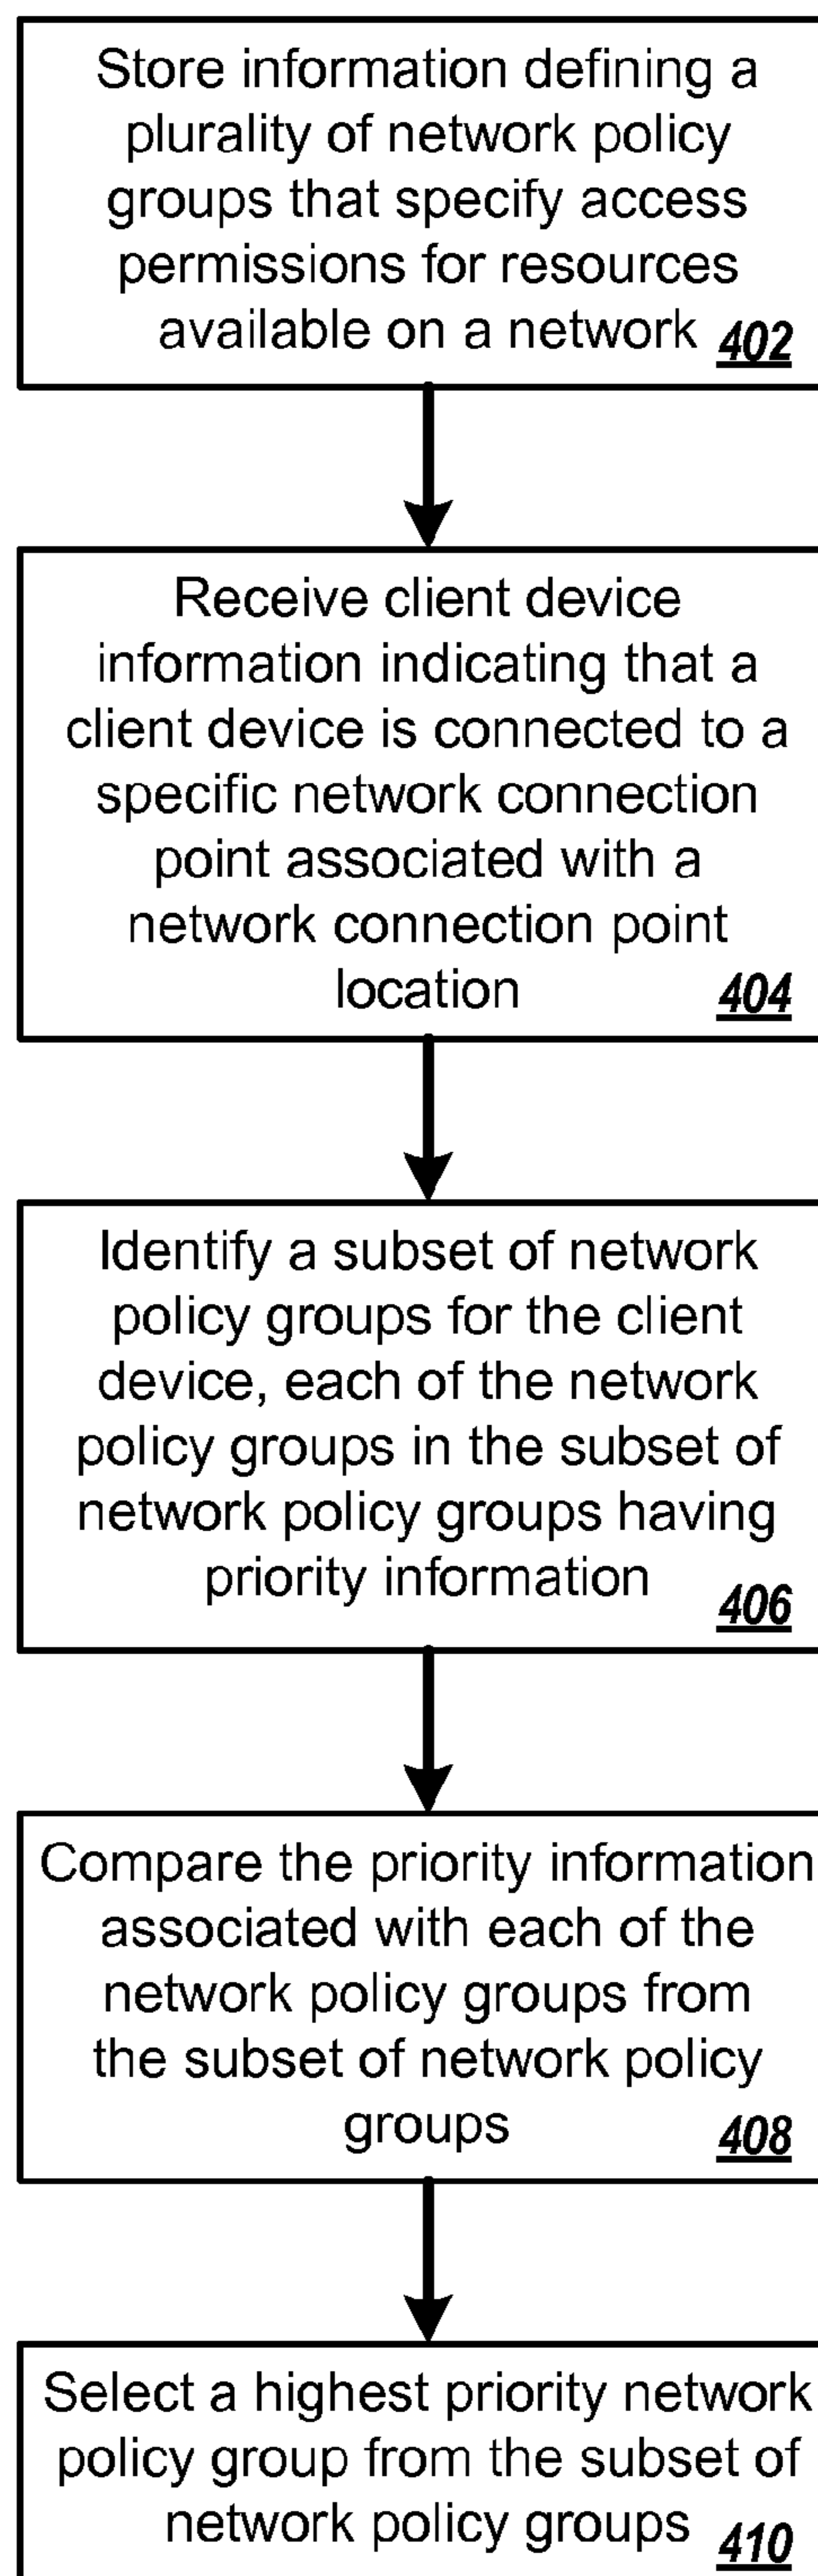 Store information defining a
plurality of network policy
groups that specify access
permissions for resources
available on a network 402
Receive client device
information indicating that a
client device is connected to a
specific network connection
point associated with a
network connection point
location 404
Identify a subset of network
policy groups for the client
device, each of the network
policy groups in the subset of
network policy groups having
priority information 406
Compare the priority information
associated with each of the
network policy groups from
the subset of network policy
groups 408
Select a highest priority network
policy group from the subset of
network policy groups 410